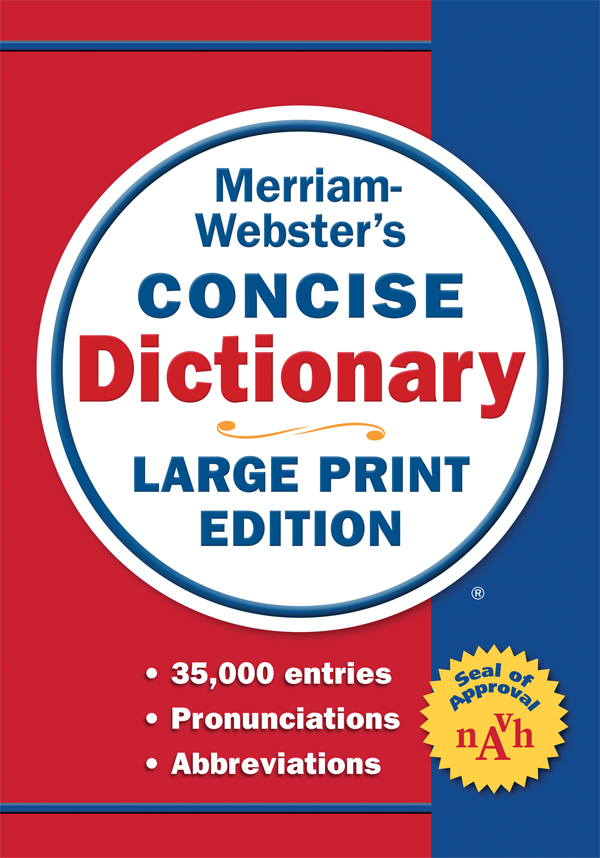 Merriam-
Webster's
CONCISE
Dictionary
LARGE PRINT
EDITION
®
• 35,000 entries
• Pronunciations
• Abbreviations
Seal of
Approval
nAvh